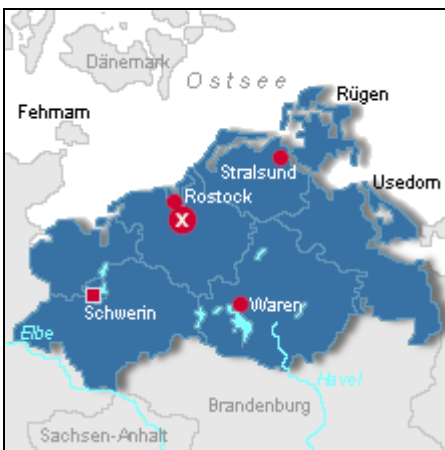 Dänemark
Ostsee
Rügen
Fehmarn
Stralsund
Usedom
Rostock
X
Waren
Schwerin
Elbe
Havel
Brandenburg
Sachsen-Anhalt